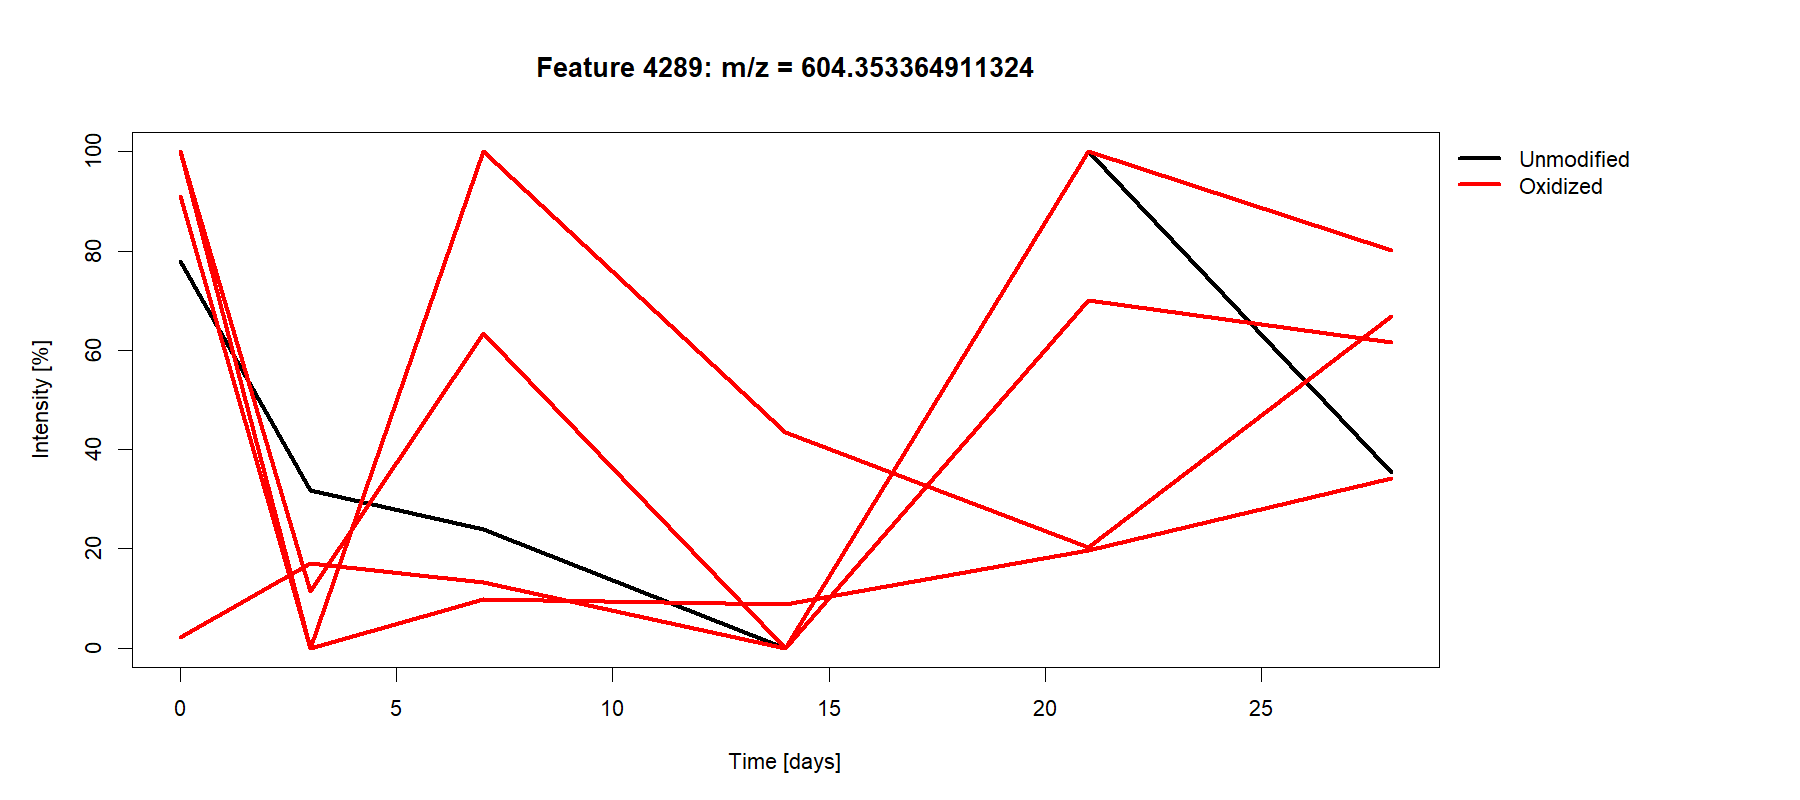 Feature 4289: m/z = 604.353364911324
Unmodified
Oxidized
100
80
60
40
20
0
Intensity [%]
0 5 10 15 20 25
Time [days]